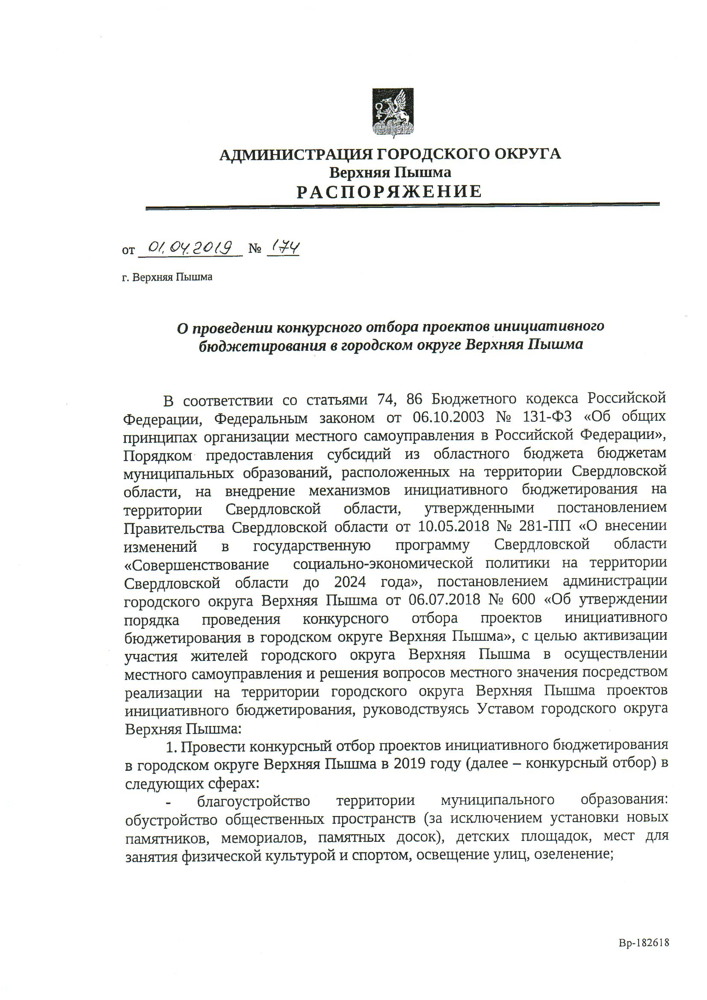 АДМИНИСТРАЦИЯ ГОРОДСКОГО ОКРУГА
Верхняя Пышма
РАСПОРЯЖЕНИЕ
от 01.04.2019 № 174
г. Верхняя Пышма
О проведении конкурсного отбора проектов инициативного
бюджетирования в городском округе Верхняя Пышма
В соответствии со статьями 74, 86 Бюджетного кодекса Российской
Федерации, Федеральным законом от 06.10.2003 № 131-ФЗ «Об общих
принципах организации местного самоуправления в Российской Федерации»,
Порядком предоставления субсидий из областного бюджета бюджетам
муниципальных образований, расположенных на территории Свердловской
области, на внедрение механизмов инициативного бюджетирования на
территории Свердловской области, утвержденными постановлением
Правительства Свердловской области от 10.05.2018 № 281-ПП «О внесении
изменений в государственную программу Свердловской области
«Совершенствование социально-экономической политики на территории
Свердловской области до 2024 года», постановлением администрации
городского округа Верхняя Пышма от 06.07.2018 № 600 «Об утверждении
порядка проведения конкурсного отбора проектов инициативного
бюджетирования в городском округе Верхняя Пышма», с целью активизации
участия жителей городского округа Верхняя Пышма в осуществлении
местного самоуправления и решения вопросов местного значения посредством
реализации на территории городского округа Верхняя Пышма проектов
инициативного бюджетирования, руководствуясь Уставом городского округа
Верхняя Пышма:
1. Провести конкурсный отбор проектов инициативного бюджетирования
в городском округе Верхняя Пышма в 2019 году (далее – конкурсный отбор) в
следующих сферах:
- благоустройство территории муниципального образования:
обустройство общественных пространств (за исключением установки новых
памятников, мемориалов, памятных досок), детских площадок, мест для
занятия физической культурой и спортом, освещение улиц, озеленение;
Вр-182618